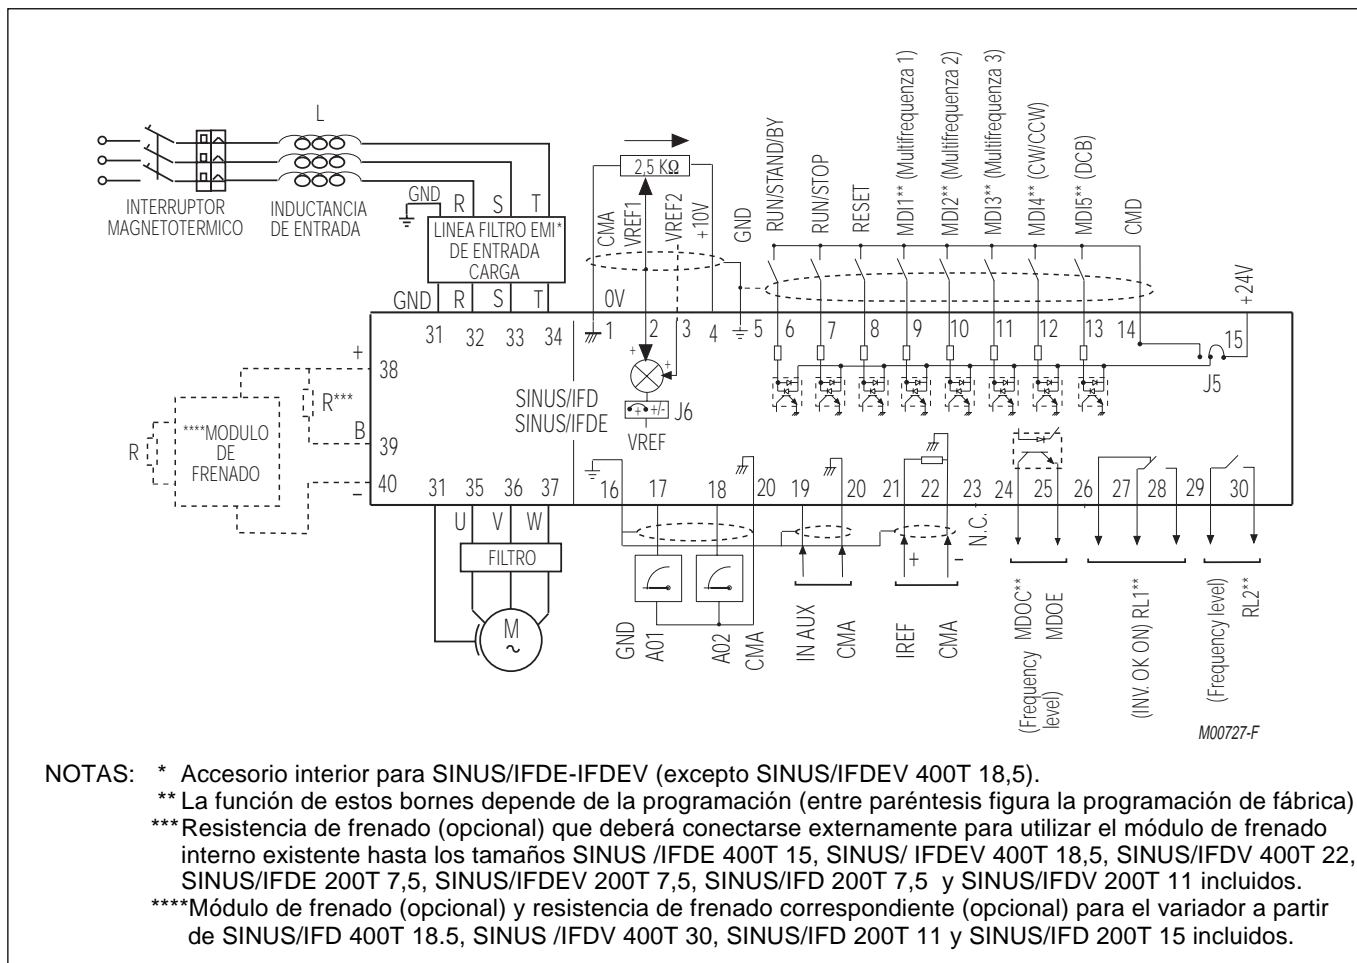 L
INTERRUPTOR
MAGNETOTERMICO
INDUCTANCIA
DE ENTRADA
GND
R S T
LINEA FILTRO EMI*
DE ENTRADA
CARGA
GND R S T
2,5 KΩ
CMA
VREF1
VREF2
+10V
GND
RUN/STAND/BY
RUN/STOP
RESET
MDI1** (Multifrequenza 1)
MDI2** (Multifrequenza 2)
MDI3** (Multifrequenza 3)
MDI4** (CW/CCW)
MDI5** (DCB)
CMD
+24V
0V
31 32 33 34 1 2 3 4 5 6 7 8 9 10 11 12 13 14 15
J5
+ +
+ +/- J6
VREF
SINUS/IFD
SINUS/IFDE
+ 38
R***
B 39
40
−
R
****MODULO
DE
FRENADO
31 35 36 37 16 17 18 20 19 20 21 22 23 24 25 26 27 28 29 30
U V W
FILTRO
M
~
GND
A01
A02
CMA
IN AUX
CMA
+ −
IREF
CMA
N.C.
MDOC**
MDOE
(Frequency
level)
(INV. OK ON) RL1**
(Frequency level)
RL2**
M00727-F
NOTAS: * Accesorio interior para SINUS/IFDE-IFDEV (excepto SINUS/IFDEV 400T 18,5).
** La función de estos bornes depende de la programación (entre paréntesis figura la programación de fábrica)
***Resistencia de frenado (opcional) que deberá conectarse externamente para utilizar el módulo de frenado
interno existente hasta los tamaños SINUS /IFDE 400T 15, SINUS/ IFDEV 400T 18,5, SINUS/IFDV 400T 22,
SINUS/IFDE 200T 7,5, SINUS/IFDEV 200T 7,5, SINUS/IFD 200T 7,5 y SINUS/IFDV 200T 11 incluidos.
****Módulo de frenado (opcional) y resistencia de frenado correspondiente (opcional) para el variador a partir
de SINUS/IFD 400T 18.5, SINUS /IFDV 400T 30, SINUS/IFD 200T 11 y SINUS/IFD 200T 15 incluidos.